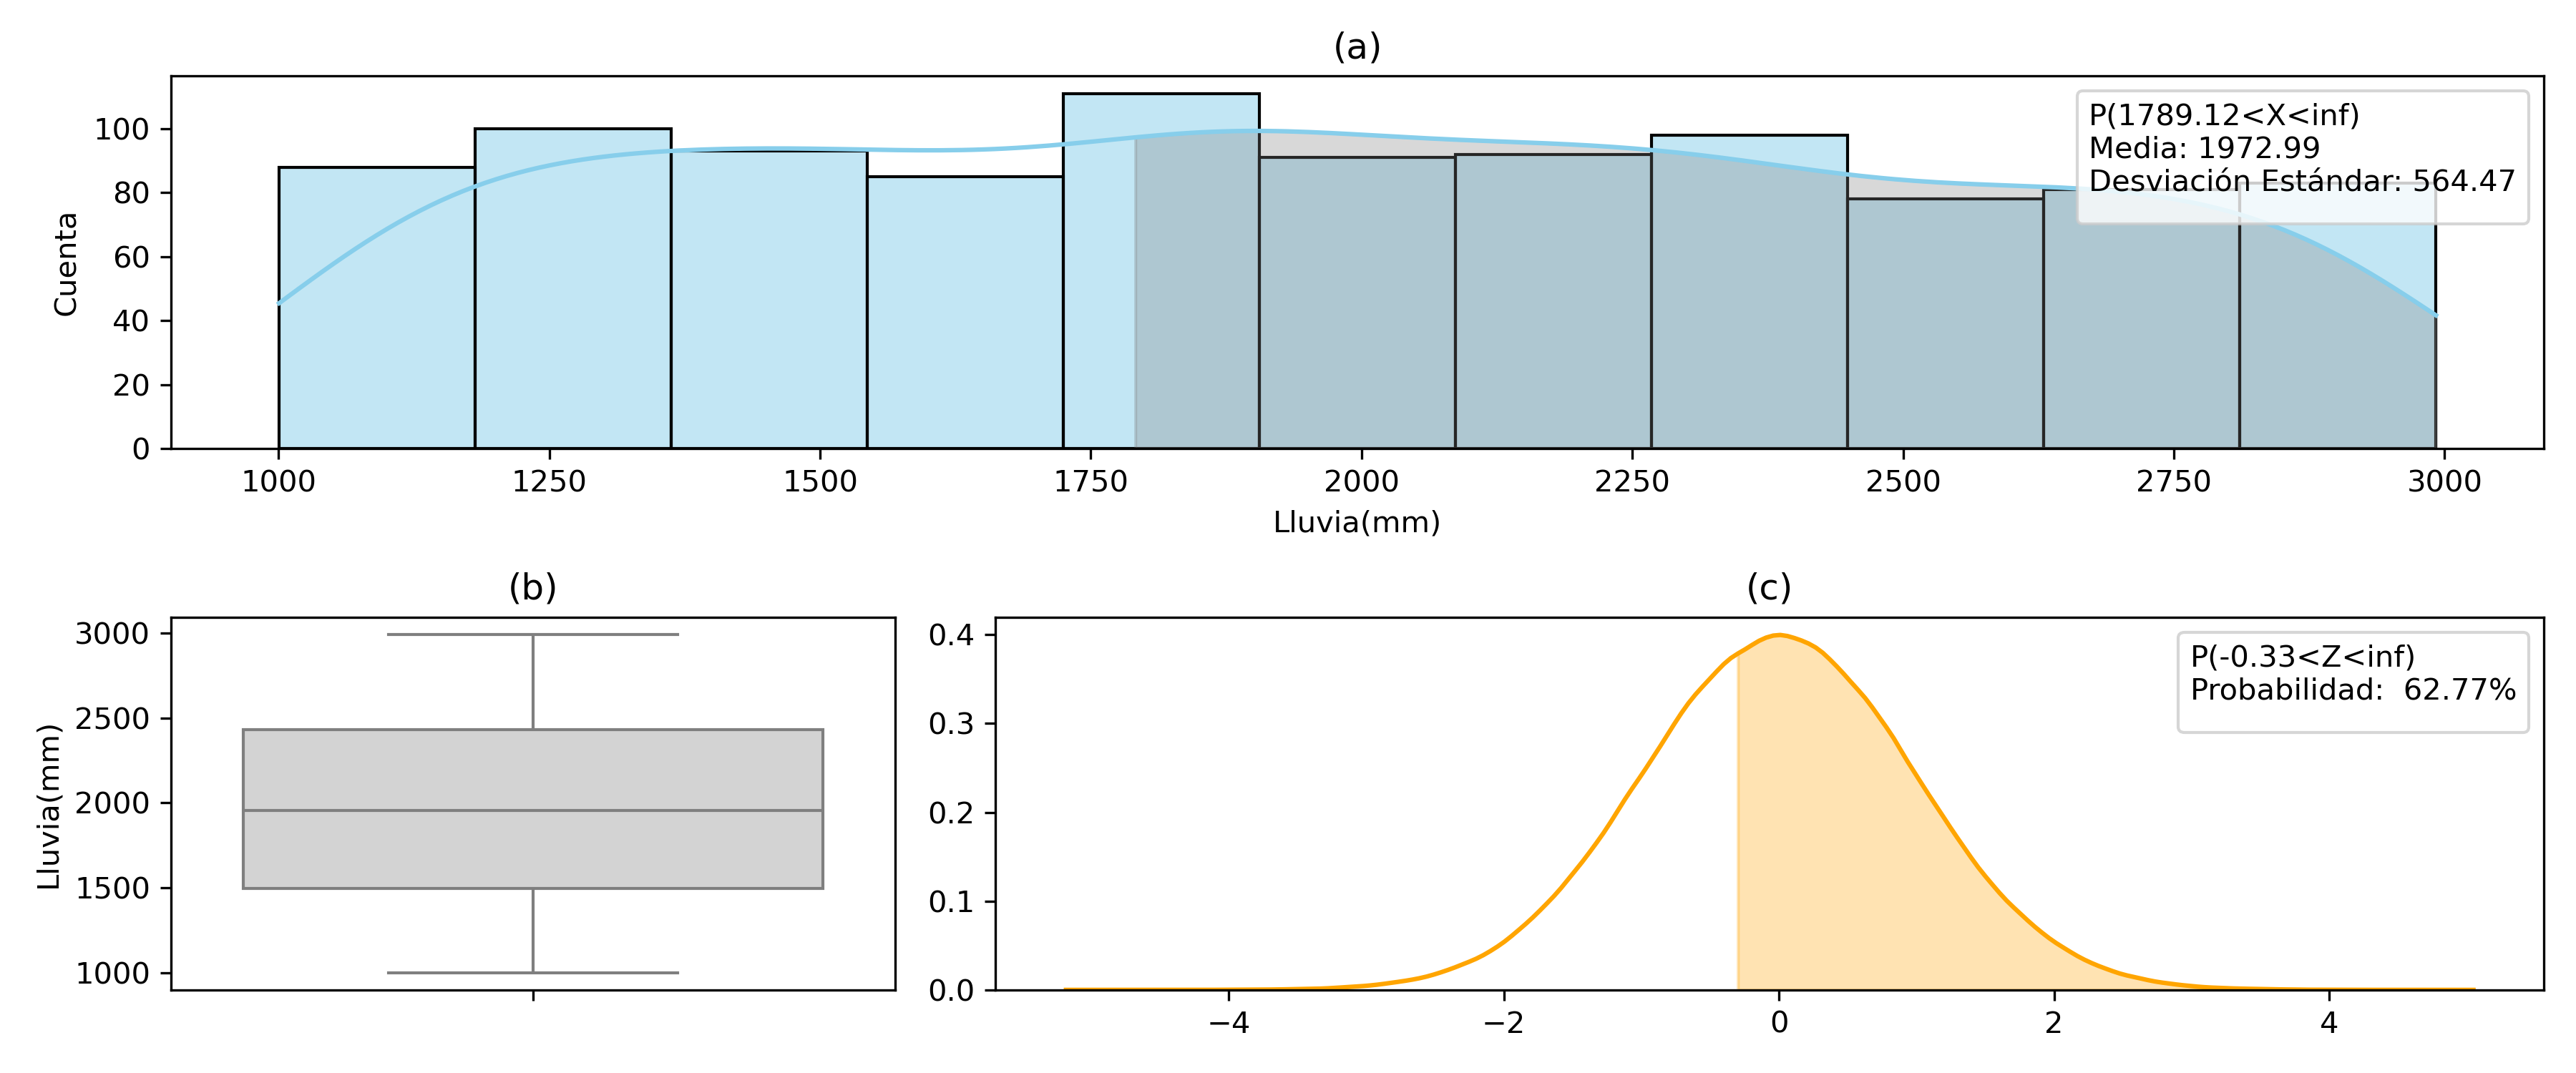 (a)
P(1789.12<X<inf)
Media: 1972.99
Desviación Estándar: 564.47
Cuenta
100
80
60
40
20
0
1000 1250 1500 1750 2000 2250 2500 2750 3000
Lluvia(mm)
(b)
Lluvia(mm)
3000
2500
2000
1500
1000
(c)
P(-0.33<Z<inf)
Probabilidad: 62.77%
0.4
0.3
0.2
0.1
0.0
−4 −2 0 2 4